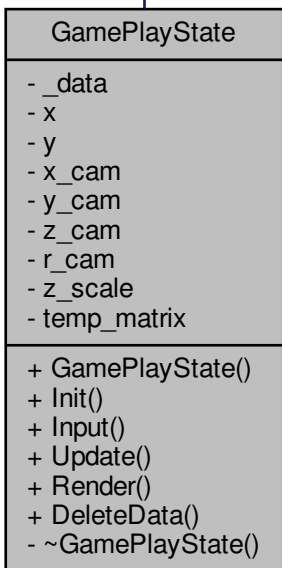 GamePlayState
- _data
- x
- y
- x_cam
- y_cam
- z_cam
- r_cam
- z_scale
- temp_matrix
+ GamePlayState()
+ Init()
+ Input()
+ Update()
+ Render()
+ DeleteData()
- ~GamePlayState()